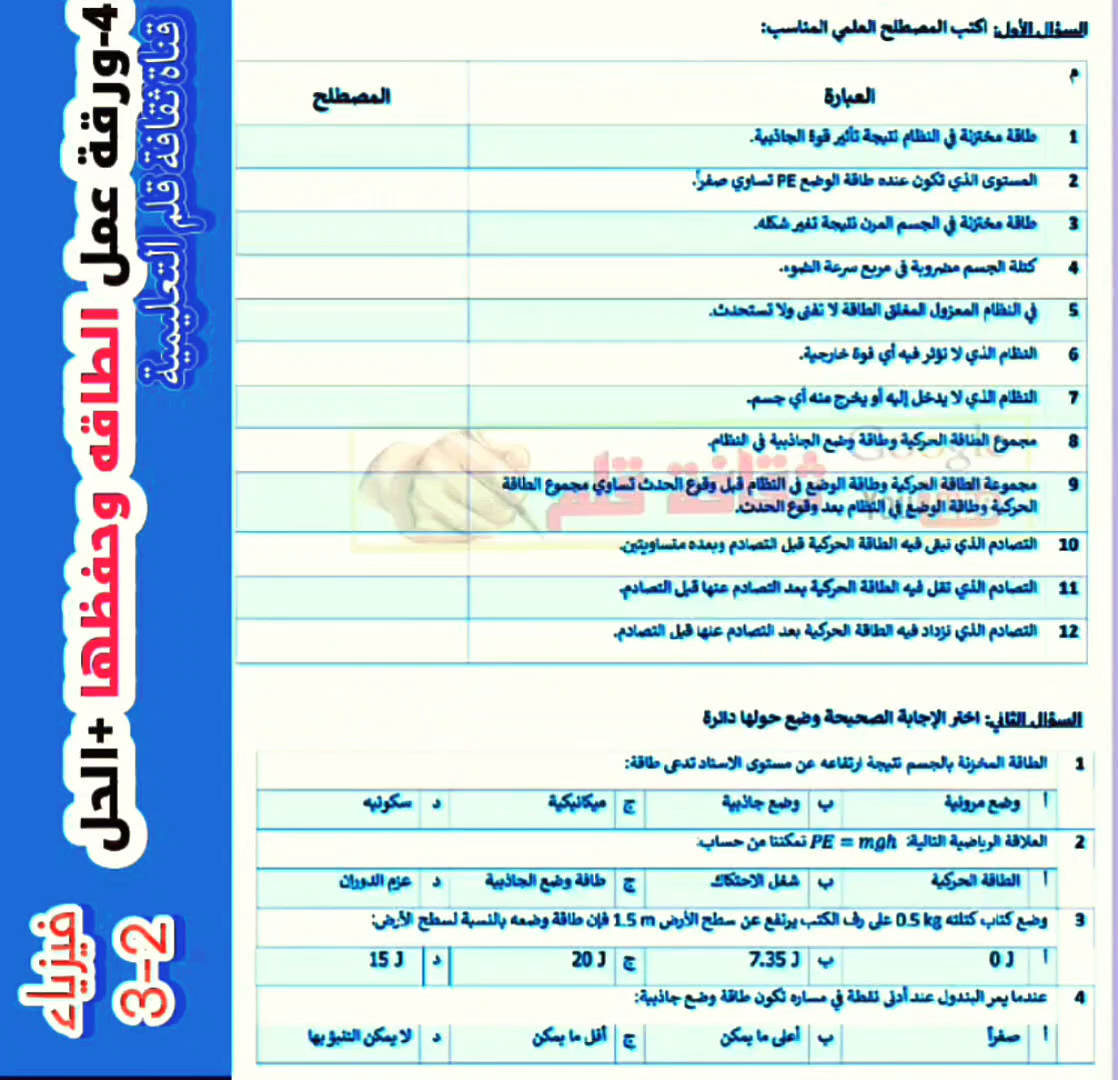 السؤال الأول: اكتب المصطلح العلمي المناسب:
م العبارة المصطلح
1 طاقة مختزنة في النظام نتيجة تأثير قوة الجاذبية.
2 المستوى الذي تكون عنده طاقة الوضع PE تساوي صفراً.
3 طاقة مختزنة في الجسم المرن نتيجة تغير شكله.
4 كتلة الجسم مضروبة في مربع سرعة الضوء.
5 في النظام المعزول المغلق الطاقة لا تفنى ولا تستحدث.
6 النظام الذي لا تؤثر فيه أي قوة خارجية.
7 النظام الذي لا يدخل إليه أو يخرج منه أي جسم.
8 مجموع الطاقة الحركية وطاقة وضع الجاذبية في النظام.
9 مجموعة الطاقة الحركية وطاقة الوضع في النظام قبل وقوع الحدث تساوي مجموع الطاقة
الحركية وطاقة الوضع في النظام بعد وقوع الحدث.
10 التصادم الذي تبقى فيه الطاقة الحركية قبل التصادم وبعده متساويتين.
11 التصادم الذي تقل فيه الطاقة الحركية بعد التصادم عنها قبل التصادم.
12 التصادم الذي تزداد فيه الطاقة الحركية بعد التصادم عنها قبل التصادم.
Google
ثقافة قلم
السؤال الثاني: اختر الإجابة الصحيحة وضع حولها دائرة
1 الطاقة المخزنة بالجسم نتيجة ارتفاعه عن مستوى الاسناد تدعى طاقة:
أ وضع مرونية ب وضع جاذبية ج ميكانيكية د سكونيه
2 العلاقة الرياضية التالية: PE = mgh تمكننا من حساب:
أ الطاقة الحركية ب شغل الاحتكاك ج طاقة وضع الجاذبية د عزم الدوران
3 وضع كتاب كتلته 0.5 kg على رف الكتب يرتفع عن سطح الأرض 1.5 m فإن طاقة وضعه بالنسبة لسطح الأرض:
أ 0 J ب 7.35 J ج 20 J د 15 J
4 عندما يمر البندول عند أدنى نقطة في مساره تكون طاقة وضع جاذبية:
أ صفراً ب أعلى ما يمكن ج أقل ما يمكن د لا يمكن التنبؤ بها
4-ورقة عمل الطاقه وحفظها +الحل
قناة ثقافة قلم التعليمية
فيزياء
3-2